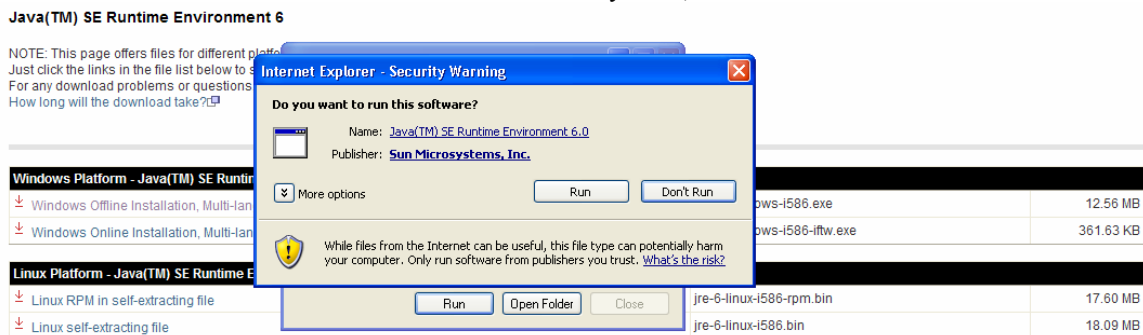 Java(TM) SE Runtime Environment 6
NOTE: This page offers files for different
Just click the links in the file list below to
For any download problems or questions
How long will the download take?
Internet Explorer - Security Warning
Do you want to run this software?
Name: Java(TM) SE Runtime Environment 6.0
Publisher: Sun Microsystems, Inc.
More options
Run
Don't Run
While files from the Internet can be useful, this file type can potentially harm
your computer. Only run software from publishers you trust. What's the risk?
Run
Open Folder
Close
Windows Platform - Java(TM) SE
Windows Offline Installation, ows-i586.exe 12.56 MB
Windows Online Installation, ows-i586-iftw.exe 361.63 KB
Linux Platform - Java(TM) SE Runtime
Linux RPM in self-extracting file jre-6-linux-i586-rpm.bin 17.60 MB
Linux self-extracting file jre-6-linux-i586.bin 18.09 MB